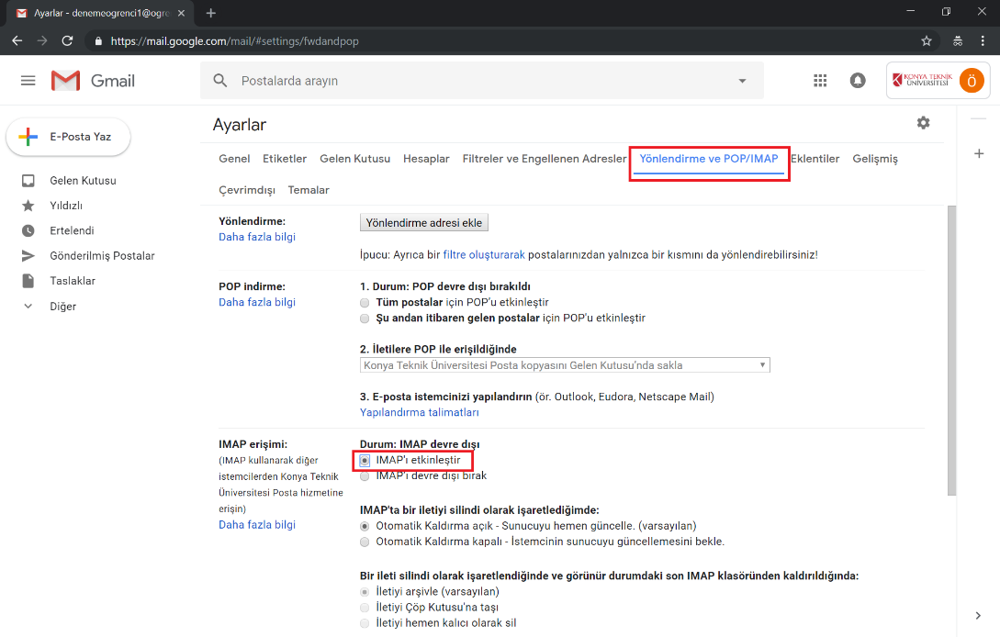 Ayarlar - denemeogrenci1@ogre
https://mail.google.com/mail/#settings/fwdandpop
Gmail
Postalarda arayın
KONYA TEKNİK
ÜNİVERSİTESİ
Ö
E-Posta Yaz
Gelen Kutusu
Yıldızlı
Ertelendi
Gönderilmiş Postalar
Taslaklar
Diğer
Ayarlar
Genel Etiketler Gelen Kutusu Hesaplar Filtreler ve Engellenen Adresler Yönlendirme ve POP/IMAP Eklentiler Gelişmiş
Çevrimdışı Temalar
Yönlendirme:
Daha fazla bilgi
Yönlendirme adresi ekle
İpucu: Ayrıca bir filtre oluşturarak postalarınızdan yalnızca bir kısmını da yönlendirebilirsiniz!
POP indirme:
Daha fazla bilgi
1. Durum: POP devre dışı bırakıldı
Tüm postalar için POP'u etkinleştir
Şu andan itibaren gelen postalar için POP'u etkinleştir
2. İletilere POP ile erişildiğinde
Konya Teknik Üniversitesi Posta kopyasını Gelen Kutusu'nda sakla
3. E-posta istemcinizi yapılandırın (ör. Outlook, Eudora, Netscape Mail)
Yapılandırma talimatları
IMAP erişimi:
(IMAP kullanarak diğer
istemcilerden Konya Teknik
Üniversitesi Posta hizmetine
erişin)
Daha fazla bilgi
Durum: IMAP devre dışı
IMAP'ı etkinleştir
IMAP'ı devre dışı bırak
IMAP'ta bir iletiyi silindi olarak işaretlediğimde:
Otomatik Kaldırma açık - Sunucuyu hemen güncelle. (varsayılan)
Otomatik Kaldırma kapalı - İstemcinin sunucuyu güncellemesini bekle.
Bir ileti silindi olarak işaretlendiğinde ve görünür durumdaki son IMAP klasöründen kaldırıldığında:
İletiyi arşivle (varsayılan)
İletiyi Çöp Kutusu'na taşı
İletiyi hemen kalıcı olarak sil